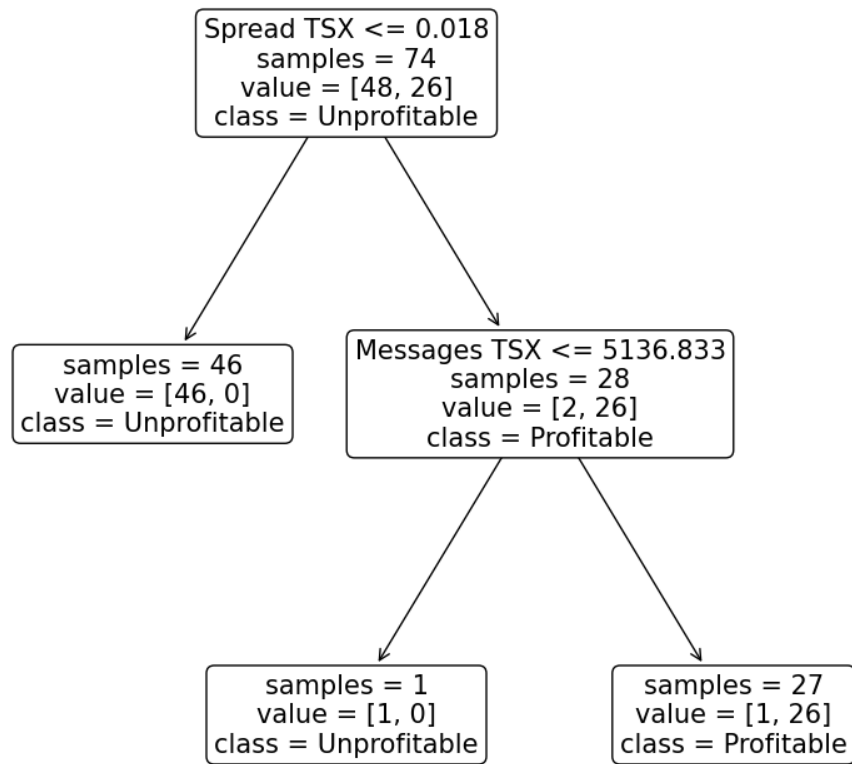 Spread TSX <= 0.018
samples = 74
value = [48, 26]
class = Unprofitable
samples = 46
value = [46, 0]
class = Unprofitable
Messages TSX <= 5136.833
samples = 28
value = [2, 26]
class = Profitable
samples = 1
value = [1, 0]
class = Unprofitable
samples = 27
value = [1, 26]
class = Profitable